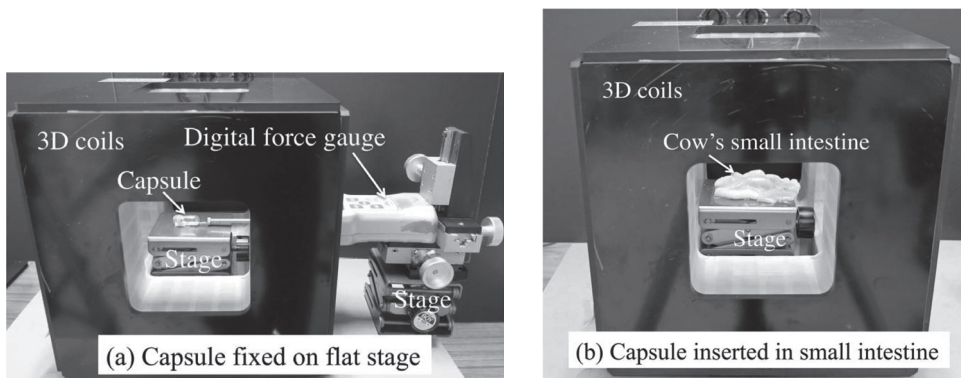 3D coils
Digital force gauge
Capsule
Stage
Stage
(a) Capsule fixed on flat stage
3D coils
Cow's small intestine
Stage
(b) Capsule inserted in small intestine